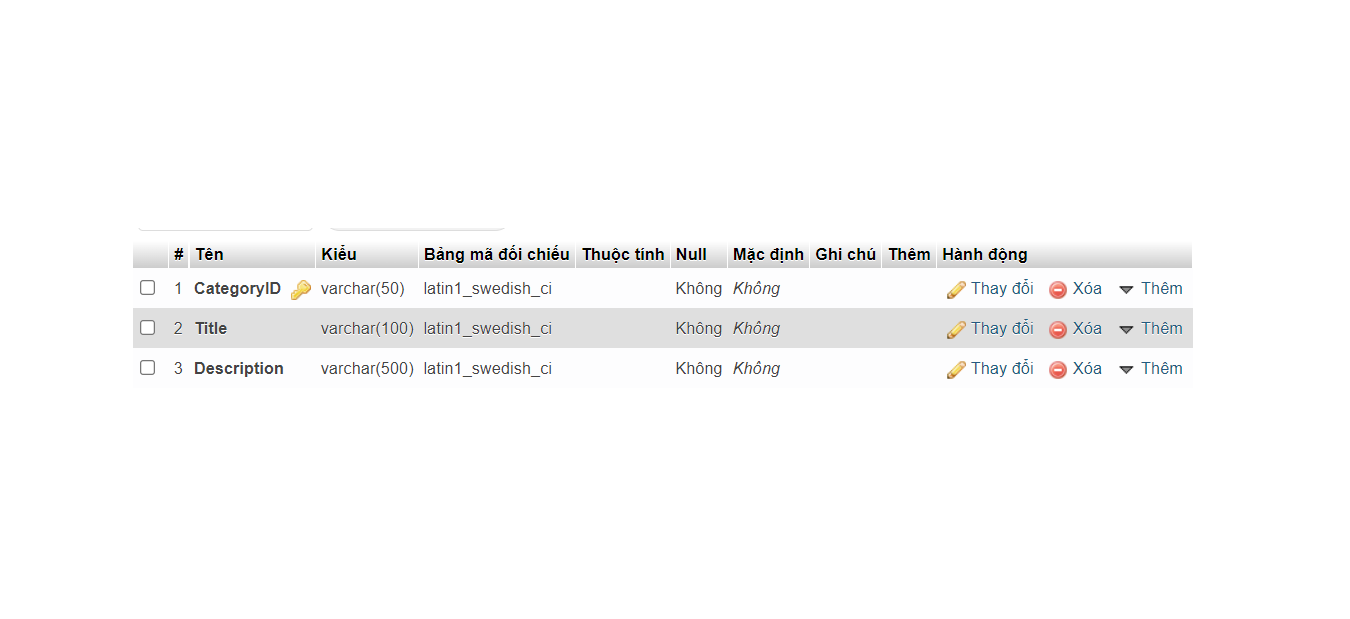 # Tên Kiểu Bảng mã đối chiếu Thuộc tính Null Mặc định Ghi chú Thêm Hành động
1 CategoryID varchar(50) latin1_swedish_ci Không Không Thay đổi Xóa Thêm
2 Title varchar(100) latin1_swedish_ci Không Không Thay đổi Xóa Thêm
3 Description varchar(500) latin1_swedish_ci Không Không Thay đổi Xóa Thêm